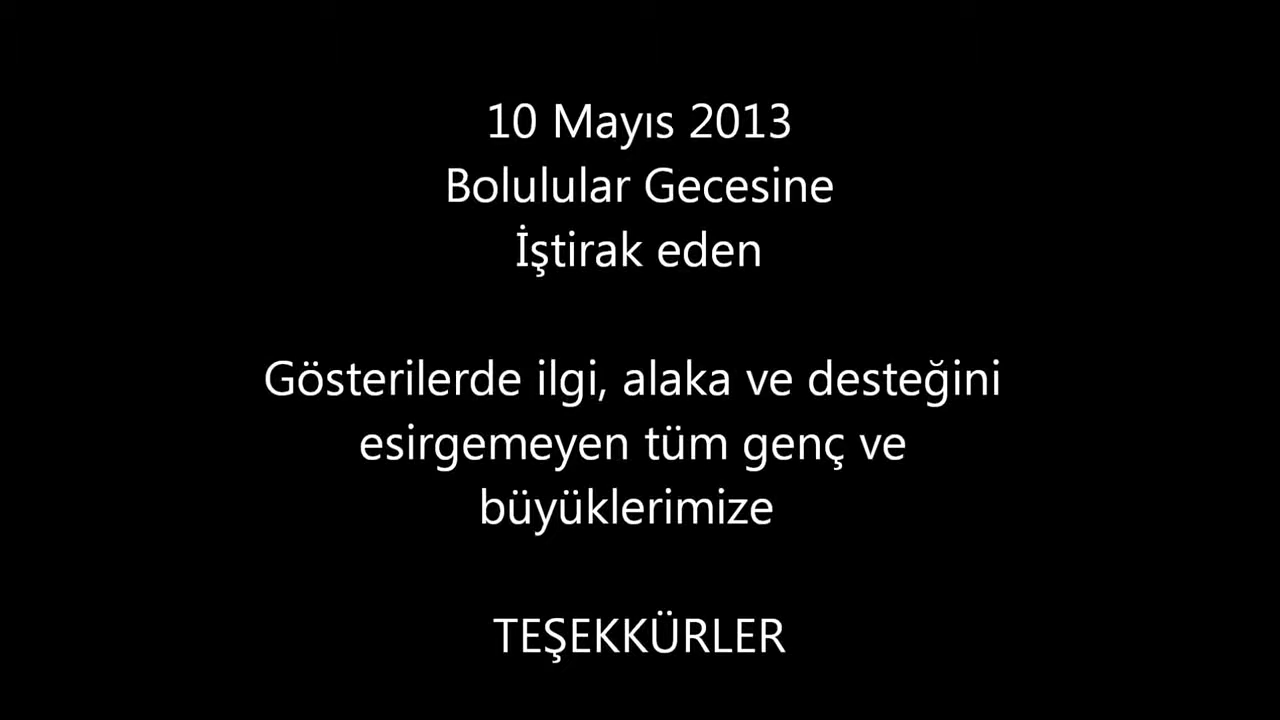 10 Mayıs 2013
Bolulular Gecesine
İştirak eden
Gösterilerde ilgi, alaka ve desteğini
esirgemeyen tüm genç ve
büyüklerimize
TEŞEKKÜRLER